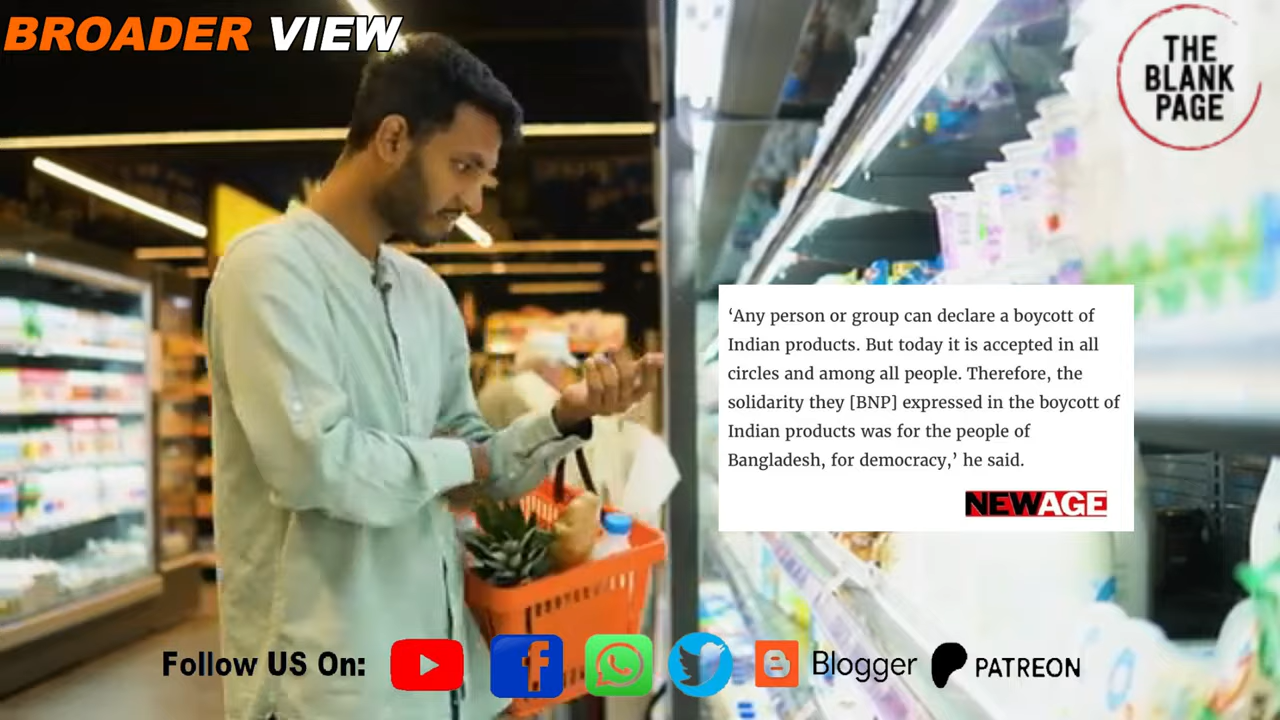 BROADER VIEW
THE
BLANK
PAGE
‘Any person or group can declare a boycott of
Indian products. But today it is accepted in all
circles and among all people. Therefore, the
solidarity they [BNP] expressed in the boycott of
Indian products was for the people of
Bangladesh, for democracy,’ he said.
NEWAGE
Follow US On:
Blogger
PATREON